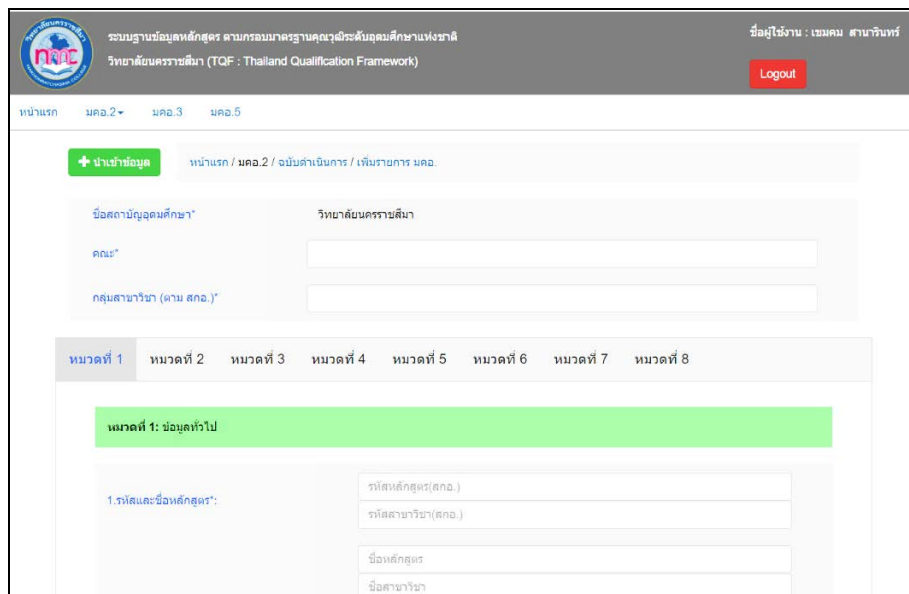 ระบบฐานข้อมูลหลักสูตร ตามกรอบมาตรฐานคุณวุฒิระดับอุดมศึกษาแห่งชาติ
วิทยาลัยนครราชสีมา (TQF : Thailand Qualification Framework)
ชื่อผู้ใช้งาน : เขมคม สานารินทร์
Logout
หน้าแรก มคอ.2 มคอ.3 มคอ.5
นำเข้าข้อมูล
หน้าแรก / มคอ.2 / ฉบับดำเนินการ / เพิ่มรายการ มคอ.
ชื่อสถาบันอุดมศึกษา* วิทยาลัยนครราชสีมา
คณะ*
กลุ่มสาขาวิชา (ตาม สกอ.)*
หมวดที่ 1 หมวดที่ 2 หมวดที่ 3 หมวดที่ 4 หมวดที่ 5 หมวดที่ 6 หมวดที่ 7 หมวดที่ 8
หมวดที่ 1: ข้อมูลทั่วไป
1.รหัสและชื่อหลักสูตร*:
รหัสหลักสูตร(สกอ.)
รหัสสาขาวิชา(สกอ.)
ชื่อหลักสูตร
ชื่อสาขาวิชา